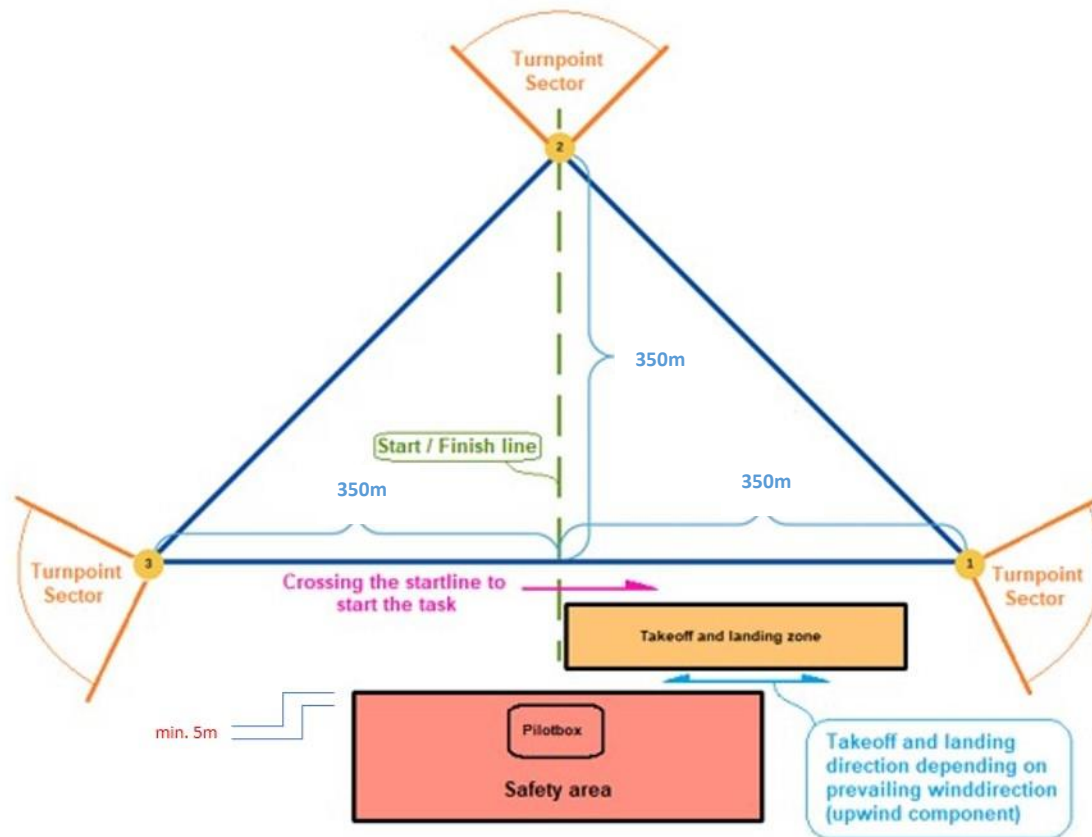 Turnpoint
Sector
2
350m
Start / Finish line
350m
350m
3
1
Turnpoint
Sector
Turnpoint
Sector
Crossing the startline to
start the task
Takeoff and landing zone
min. 5m
Pilotbox
Safety area
Takeoff and landing
direction depending on
prevailing winddirection
(upwind component)